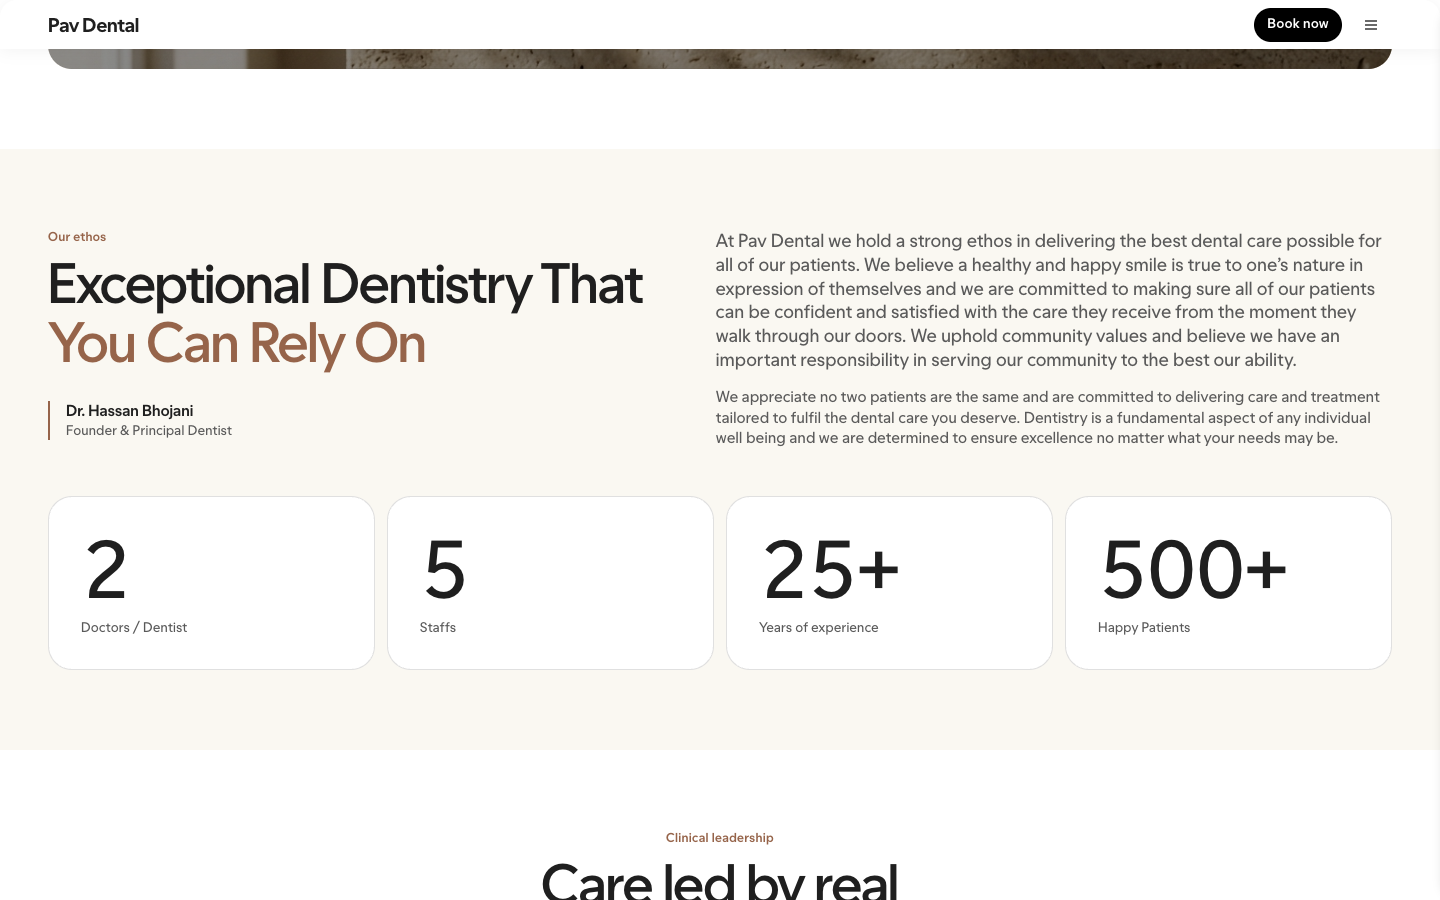 Pav Dental
Book now
Our ethos
Exceptional Dentistry That
You Can Rely On
Dr. Hassan Bhojani
Founder & Principal Dentist
At Pav Dental we hold a strong ethos in delivering the best dental care possible for
all of our patients. We believe a healthy and happy smile is true to one’s nature in
expression of themselves and we are committed to making sure all of our patients
can be confident and satisfied with the care they receive from the moment they
walk through our doors. We uphold community values and believe we have an
important responsibility in serving our community to the best our ability.
We appreciate no two patients are the same and are committed to delivering care and treatment
tailored to fulfil the dental care you deserve. Dentistry is a fundamental aspect of any individual
well being and we are determined to ensure excellence no matter what your needs may be.
2
Doctors / Dentist
5
Staffs
25+
Years of experience
500+
Happy Patients
Clinical leadership
Care led by real